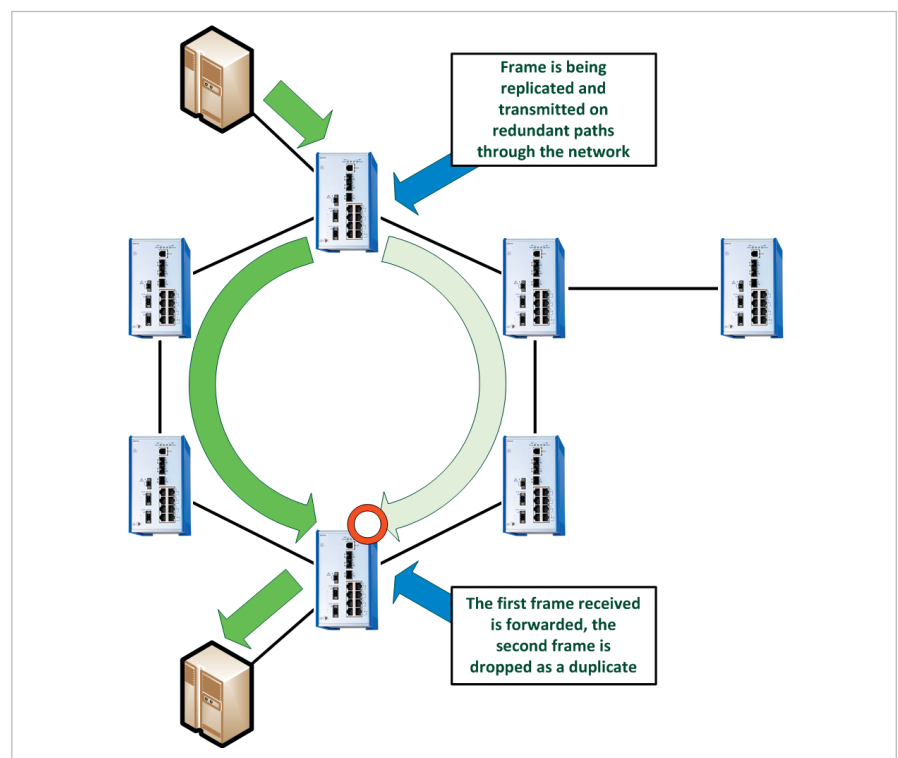 Frame is being
replicated and
transmitted on
redundant paths
through the network
The first frame received
is forwarded, the
second frame is
dropped as a duplicate